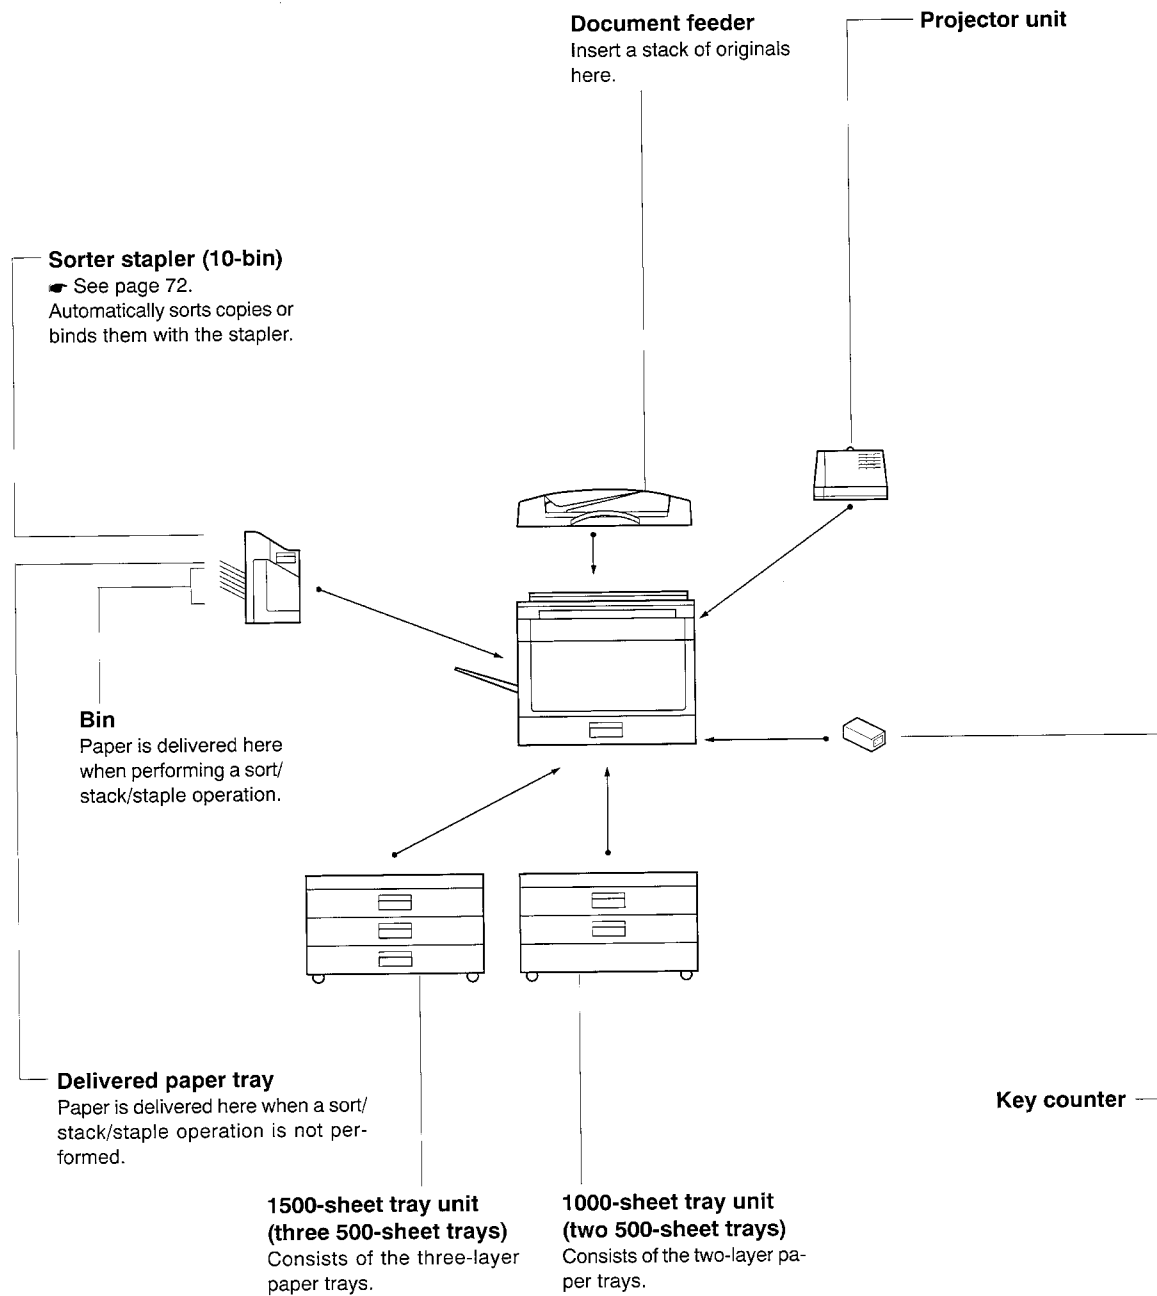 Document feeder
Insert a stack of originals
here.
Projector unit
Sorter stapler (10-bin)
☛ See page 72.
Automatically sorts copies or
binds them with the stapler.
Bin
Paper is delivered here
when performing a sort/
stack/staple operation.
Delivered paper tray
Paper is delivered here when a sort/
stack/staple operation is not per-
formed.
Key counter
1500-sheet tray unit
(three 500-sheet trays)
Consists of the three-layer
paper trays.
1000-sheet tray unit
(two 500-sheet trays)
Consists of the two-layer pa-
per trays.